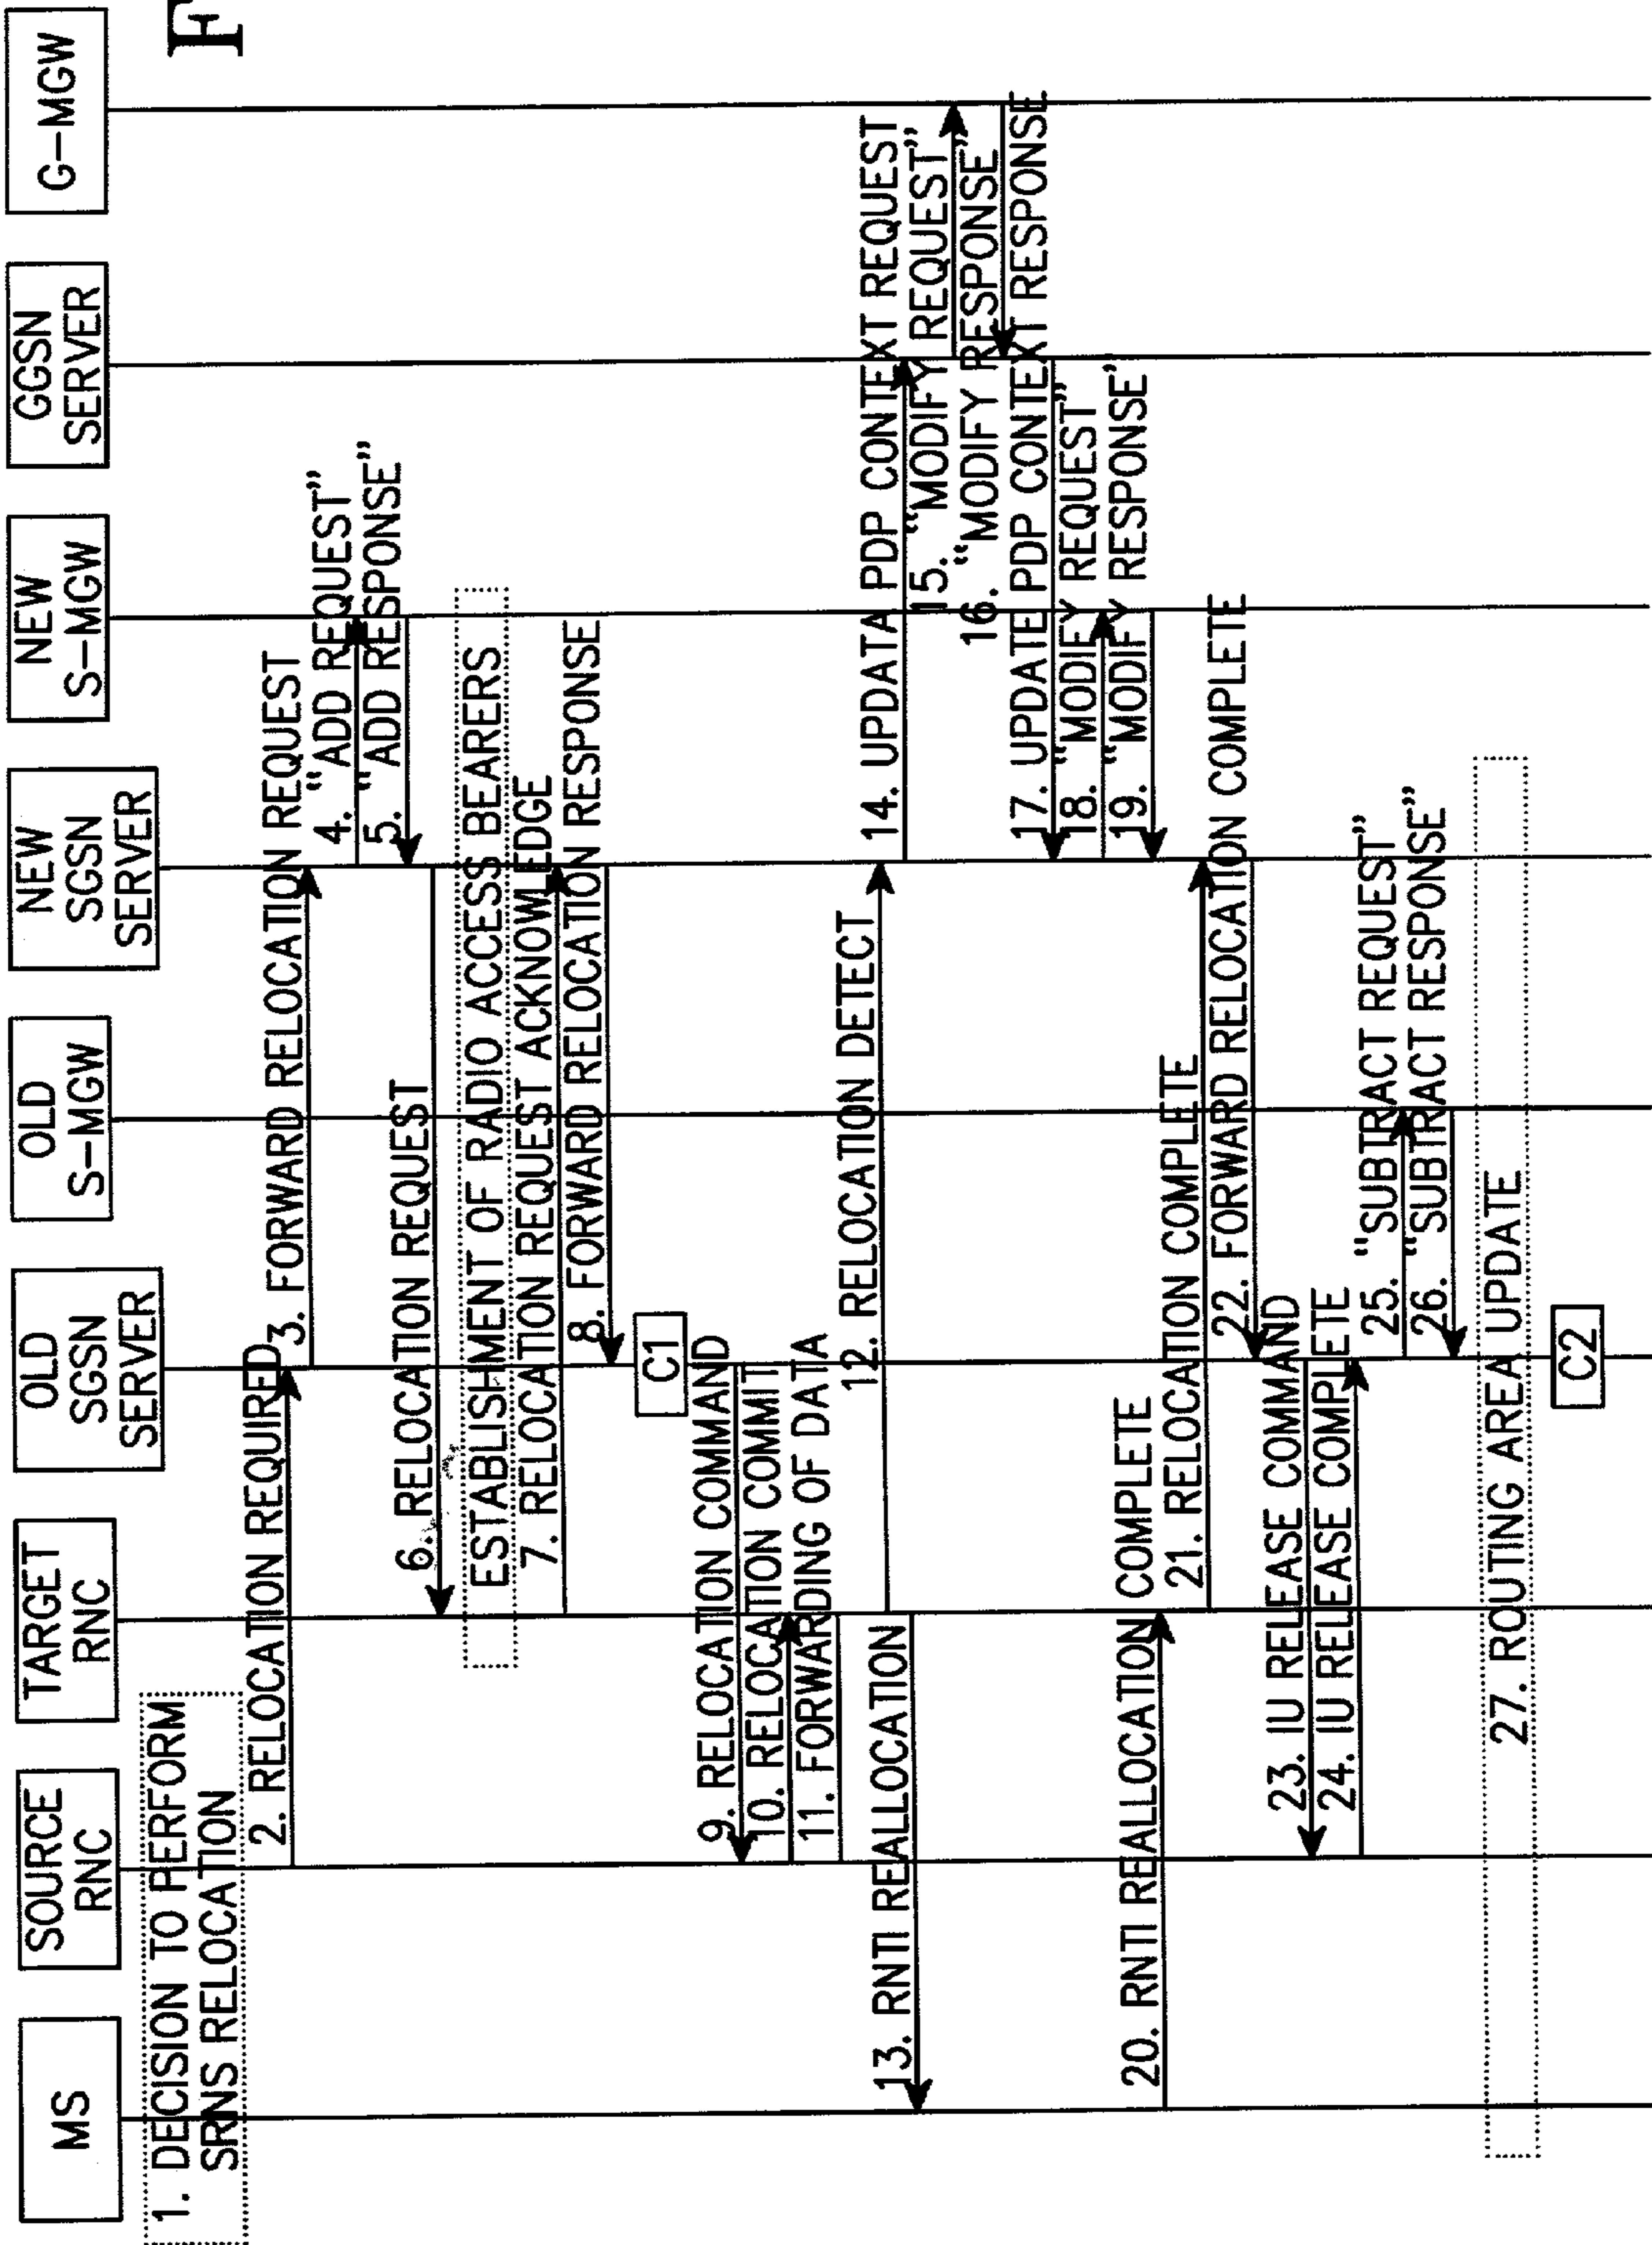 MS
SOURCE
RNC
TARGET
RNC
OLD
SGSN
SERVER
OLD
S-MGW
NEW
SGSN
SERVER
NEW
S-MGW
GGSN
SERVER
G-MGW
F
1. DECISION TO PERFORM
SRNS RELOCATION
2. RELOCATION REQUIRED
3. FORWARD RELOCATION REQUEST
4. "ADD REQUEST"
5. "ADD RESPONSE"
6. RELOCATION REQUEST
ESTABLISHMENT OF RADIO ACCESS BEARERS
7. RELOCATION REQUEST ACKNOWLEDGE
8. FORWARD RELOCATION RESPONSE
C1
9. RELOCATION COMMAND
10. RELOCATION COMMIT
11. FORWARDING OF DATA
12. RELOCATION DETECT
13. RNTI REALLOCATION
14. UPDATA PDP CONTEXT REQUEST
15. "MODIFY REQUEST"
16. "MODIFY RESPONSE"
17. UPDATE PDP CONTEXT RESPONSE
18. "MODIFY REQUEST"
19. "MODIFY RESPONSE'
20. RNTI REALLOCATION COMPLETE
21. RELOCATION COMPLETE
22. FORWARD RELOCATION COMPLETE
23. IU RELEASE COMMAND
24. IU RELEASE COMPLETE
25. "SUBTRACT REQUEST"
26. "SUBTRACT RESPONSE"
27. ROUTING AREA UPDATE
C2